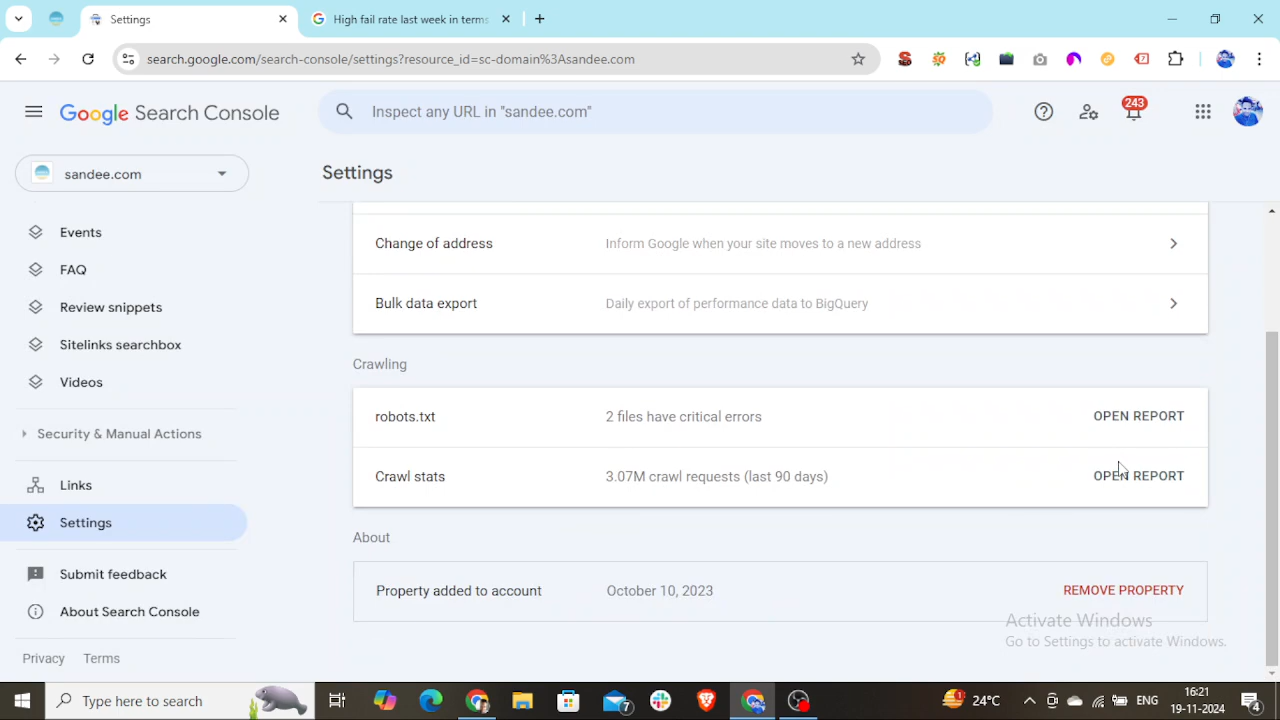 Settings
High fail rate last week in terms
search.google.com/search-console/settings?resource_id=sc-domain%3Asandee.com
7
Google Search Console
Inspect any URL in "sandee.com"
243
sandee.com
Settings
Events
FAQ
Review snippets
Sitelinks searchbox
Videos
Security & Manual Actions
Links
Settings
Submit feedback
About Search Console
Privacy Terms
Change of address Inform Google when your site moves to a new address
Bulk data export Daily export of performance data to BigQuery
Crawling
robots.txt 2 files have critical errors OPEN REPORT
Crawl stats 3.07M crawl requests (last 90 days) OPEN REPORT
About
Property added to account October 10, 2023 REMOVE PROPERTY
Activate Windows
Go to Settings to activate Windows.
Type here to search
7
1
24°C
ENG
16:21
19-11-2024
4